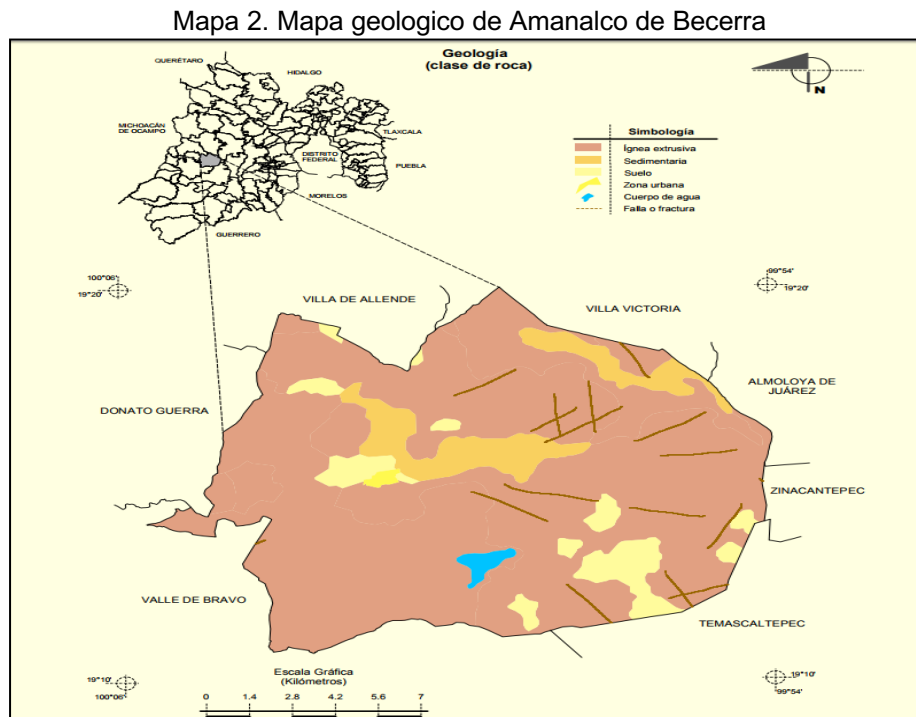 Mapa 2. Mapa geologico de Amanalco de Becerra
Geología
(clase de roca)
QUERÉTARO
HIDALGO
MICHOACÁN
DE OCAMPO
TLAXCALA
DISTRITO
FEDERAL
PUEBLA
MORELOS
GUERRERO
N
Simbología
Ígnea extrusiva
Sedimentaria
Suelo
Zona urbana
Cuerpo de agua
Falla o fractura
100°06'
19°20'
99°54'
19°20'
VILLA DE ALLENDE
VILLA VICTORIA
ALMOLOYA DE
JUÁREZ
DONATO GUERRA
ZINACANTEPEC
VALLE DE BRAVO
TEMASCALTEPEC
19°10'
100°06'
19°10'
99°54'
Escala Gráfica
(Kilómetros)
0 1.4 2.8 4.2 5.6 7